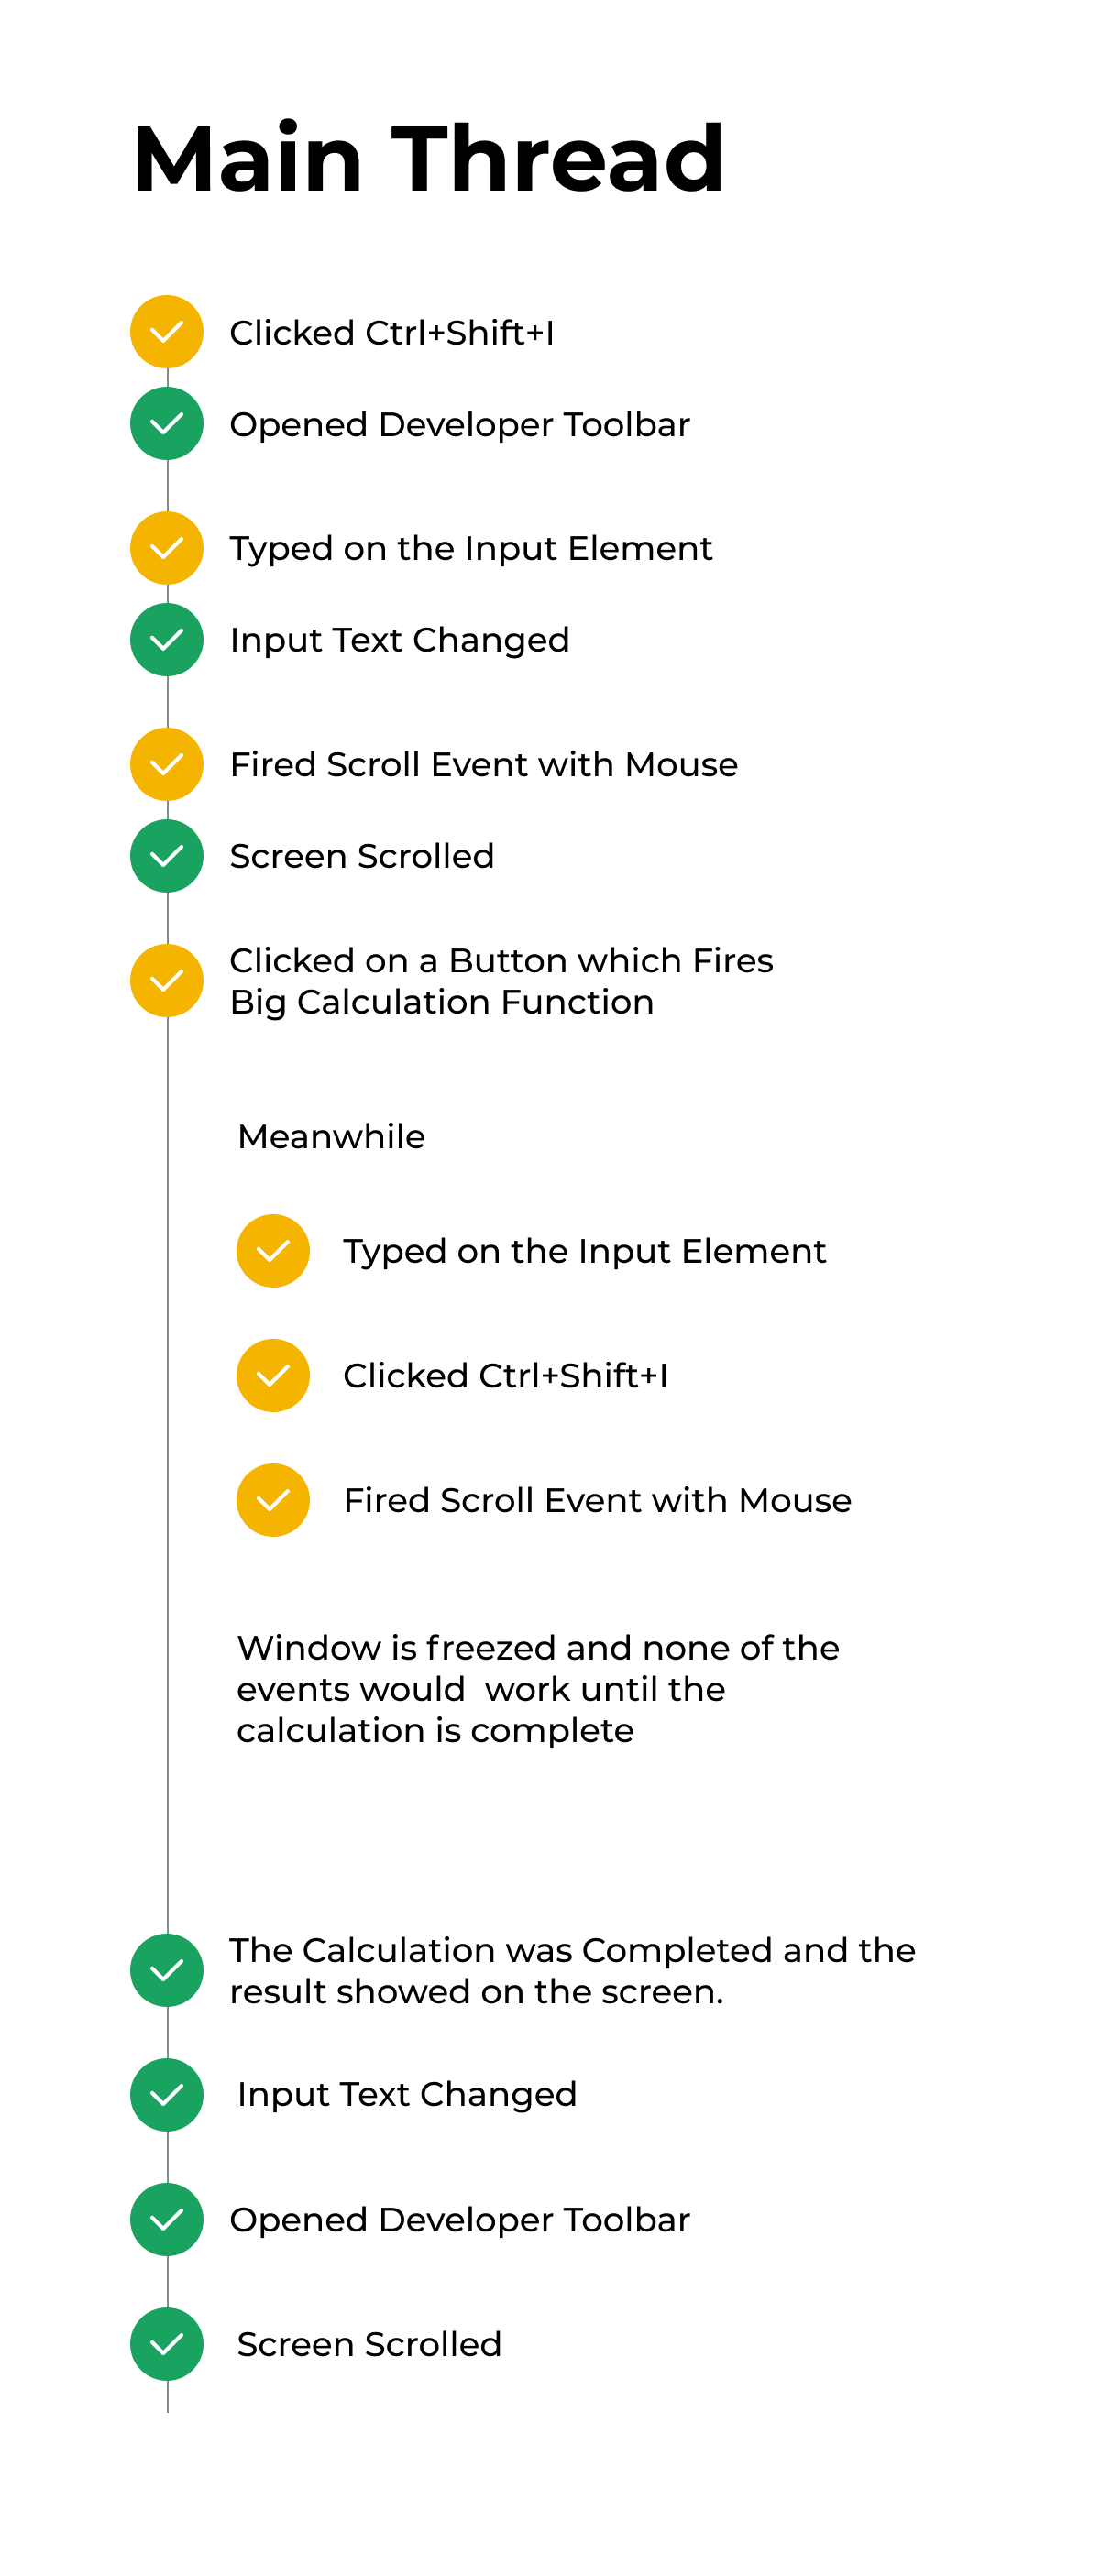 Main Thread
Clicked Ctrl+Shift+I
Opened Developer Toolbar
Typed on the Input Element
Input Text Changed
Fired Scroll Event with Mouse
Screen Scrolled
Clicked on a Button which Fires
Big Calculation Function
Meanwhile
Typed on the Input Element
Clicked Ctrl+Shift+I
Fired Scroll Event with Mouse
Window is freezed and none of the
events would  work until the
calculation is complete
The Calculation was Completed and the
result showed on the screen.
Input Text Changed
Opened Developer Toolbar
Screen Scrolled